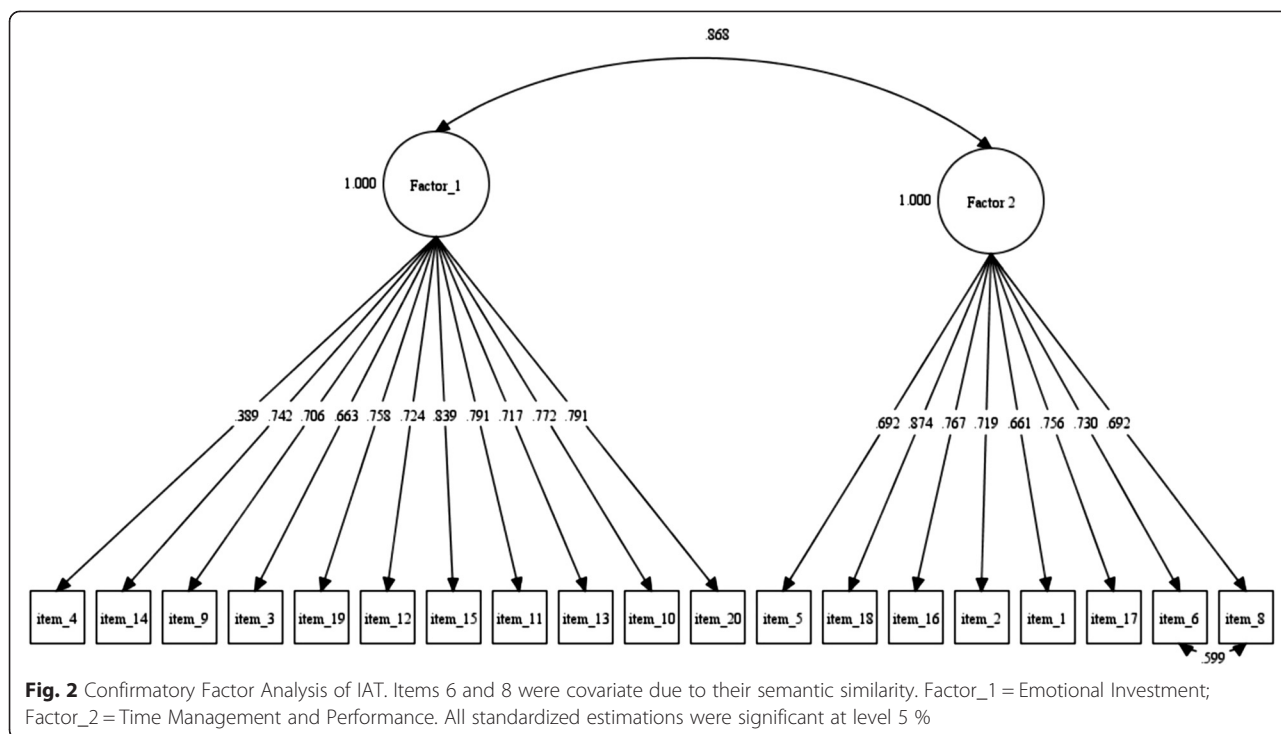 .868
1.000 Factor_1
1.000 Factor 2
.389 .742 .706 .663 .758 .724 .839 .791 .717 .772 .791
.692 .874 .767 .719 .661 .756 .730 .692
item_4 item_14 item_9 item_3 item_19 item_12 item_15 item_11 item_13 item_10 item_20 item_5 item_18 item_16 item_2 item_1 item_17 item_6 item_8
.599
Fig. 2 Confirmatory Factor Analysis of IAT. Items 6 and 8 were covariate due to their semantic similarity. Factor_1 = Emotional Investment;
Factor_2 = Time Management and Performance. All standardized estimations were significant at level 5 %